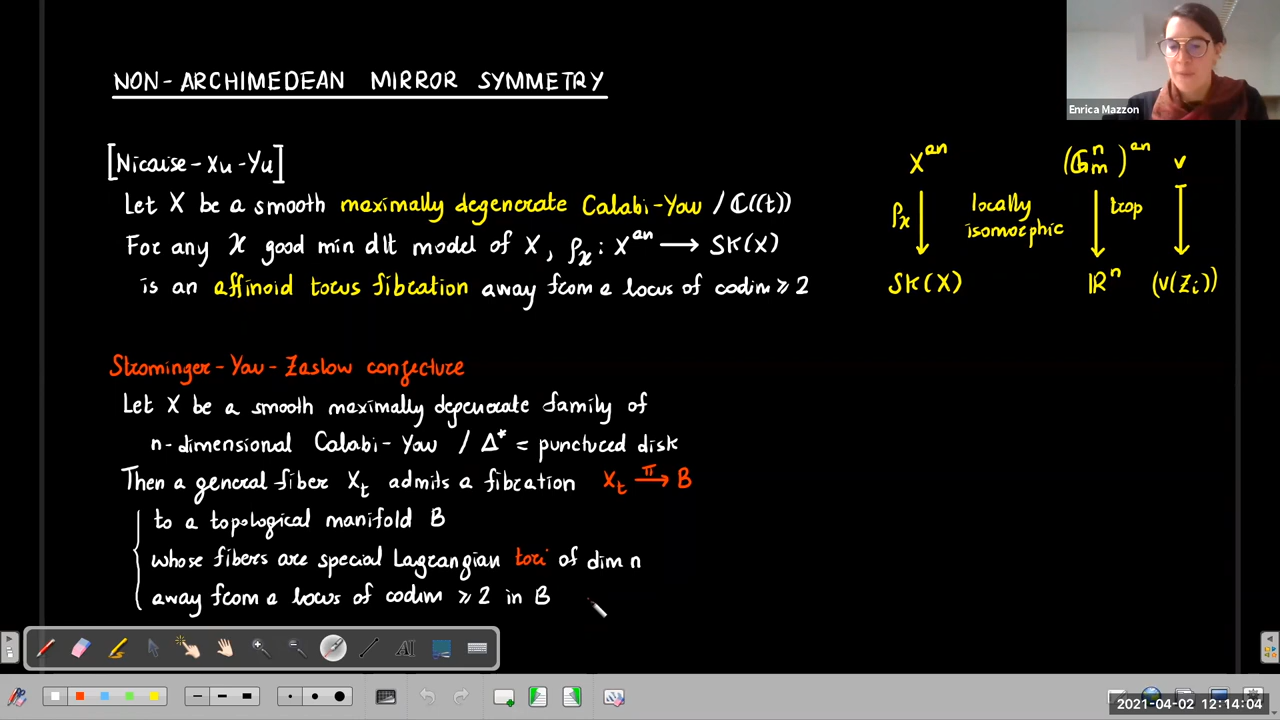 NON-ARCHIMEDEAN MIRROR SYMMETRY
Enrica Mazzon
[Nicaise-Xu-Yu]
Let X be a smooth maximally degenerate Calabi-Yau / ℂ((t))
For any 𝒳 good min dlt model of X, ρ𝒳 : X^an → Sk(X)
is an affinoid torus fibration away from a locus of codim ⩾ 2
X^an (𝔾_m^n)^an v
ρ𝒳 locally isomorphic trop
Sk(X) ℝ^n (v(z_i))
Strominger-Yau-Zaslow conjecture
Let X be a smooth maximally degenerate family of
n-dimensional Calabi-Yau / Δ* = punctured disk
Then a general fiber X_t admits a fibration X_t →^π B
to a topological manifold B
whose fibers are special Lagrangian tori of dim n
away from a locus of codim ⩾ 2 in B
2021-04-02 12:14:04